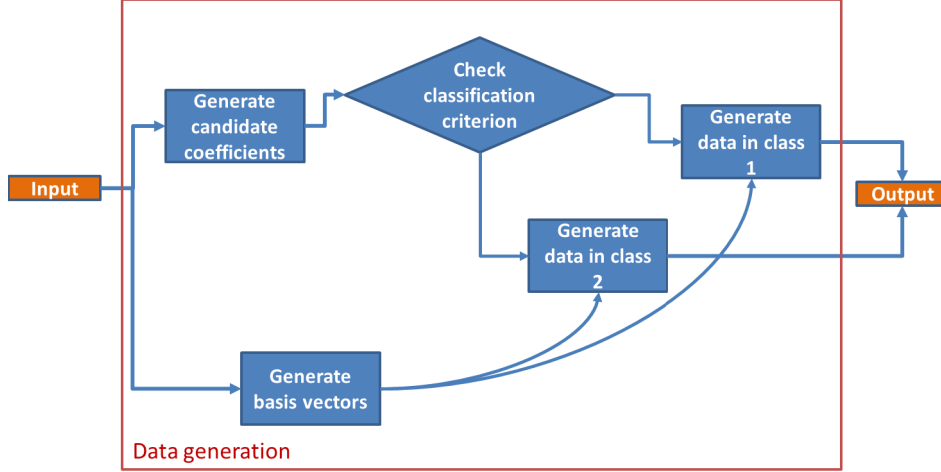 Input
Generate
candidate
coefficients
Check
classification
criterion
Generate
data in class
1
Generate
data in class
2
Output
Generate
basis vectors
Data generation